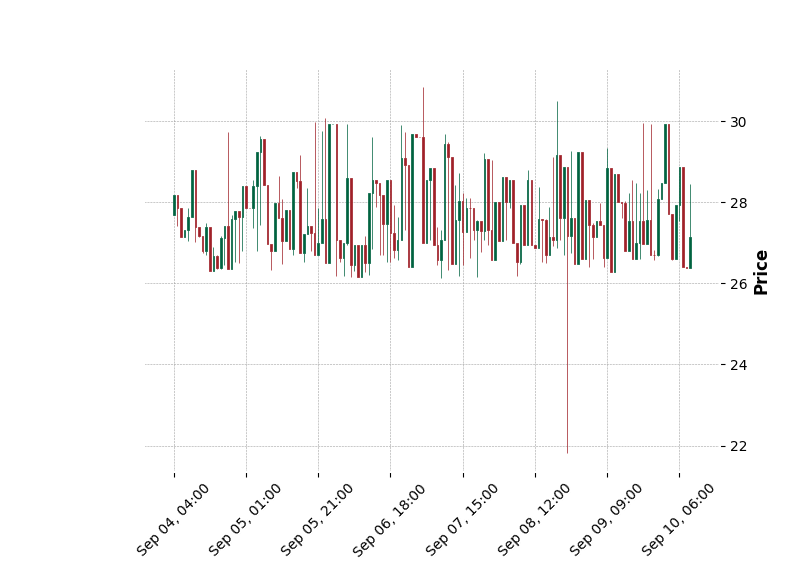 30
28
26
24
22
Price
Sep 04, 04:00
Sep 05, 01:00
Sep 05, 21:00
Sep 06, 18:00
Sep 07, 15:00
Sep 08, 12:00
Sep 09, 09:00
Sep 10, 06:00